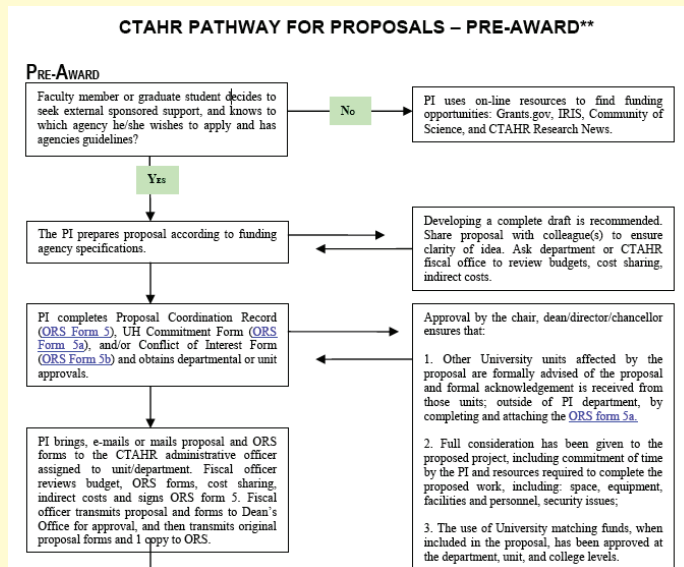 CTAHR PATHWAY FOR PROPOSALS – PRE-AWARD**
PRE-AWARD
Faculty member or graduate student decides to
seek external sponsored support, and knows to
which agency he/she wishes to apply and has
agencies guidelines?
No
PI uses on-line resources to find funding
opportunities: Grants.gov, IRIS, Community of
Science, and CTAHR Research News.
YES
The PI prepares proposal according to funding
agency specifications.
Developing a complete draft is recommended.
Share proposal with colleague(s) to ensure
clarity of idea. Ask department or CTAHR
fiscal office to review budgets, cost sharing,
indirect costs.
PI completes Proposal Coordination Record
(ORS Form 5), UH Commitment Form (ORS
Form 5a), and/or Conflict of Interest Form
(ORS Form 5b) and obtains departmental or unit
approvals.
Approval by the chair, dean/director/chancellor
ensures that:
1. Other University units affected by the
proposal are formally advised of the proposal
and formal acknowledgement is received from
those units; outside of PI department, by
completing and attaching the ORS form 5a.
2. Full consideration has been given to the
proposed project, including commitment of time
by the PI and resources required to complete the
proposed work, including: space, equipment,
facilities and personnel, security issues;
3. The use of University matching funds, when
included in the proposal, has been approved at
the department, unit, and college levels.
PI brings, e-mails or mails proposal and ORS
forms to the CTAHR administrative officer
assigned to unit/department. Fiscal officer
reviews budget, ORS forms, cost sharing,
indirect costs and signs ORS form 5. Fiscal
officer transmits proposal and forms to Dean's
Office for approval, and then transmits original
proposal forms and 1 copy to ORS.